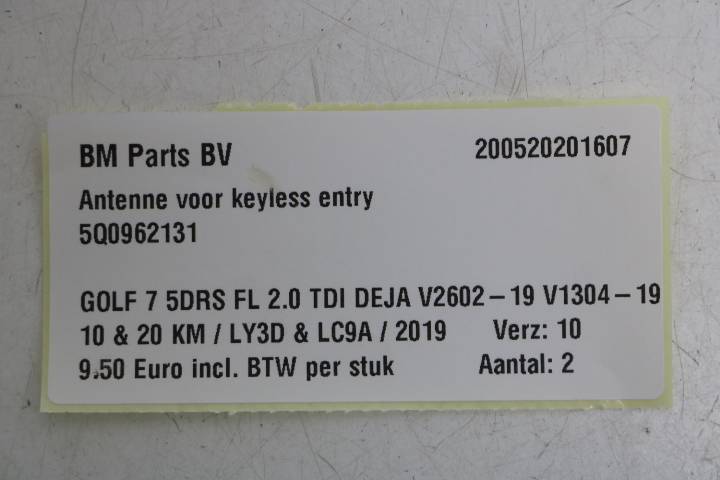 BM Parts BV 200520201607
Antenne voor keyless entry
5Q0962131
GOLF 7 5DRS FL 2.0 TDI DEJA V2602 – 19 V1304 – 19
10 & 20 KM / LY3D & LC9A / 2019 Verz: 10
9.50 Euro incl. BTW per stuk Aantal: 2